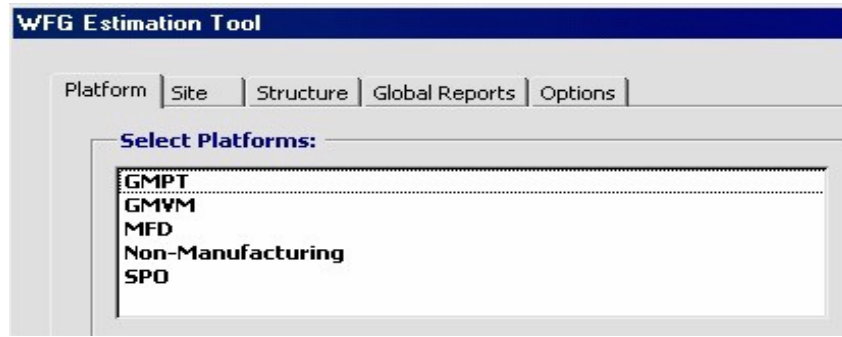 WFG Estimation Tool
Platform Site Structure Global Reports Options
Select Platforms:
GMPT
GMVM
MFD
Non-Manufacturing
SPO